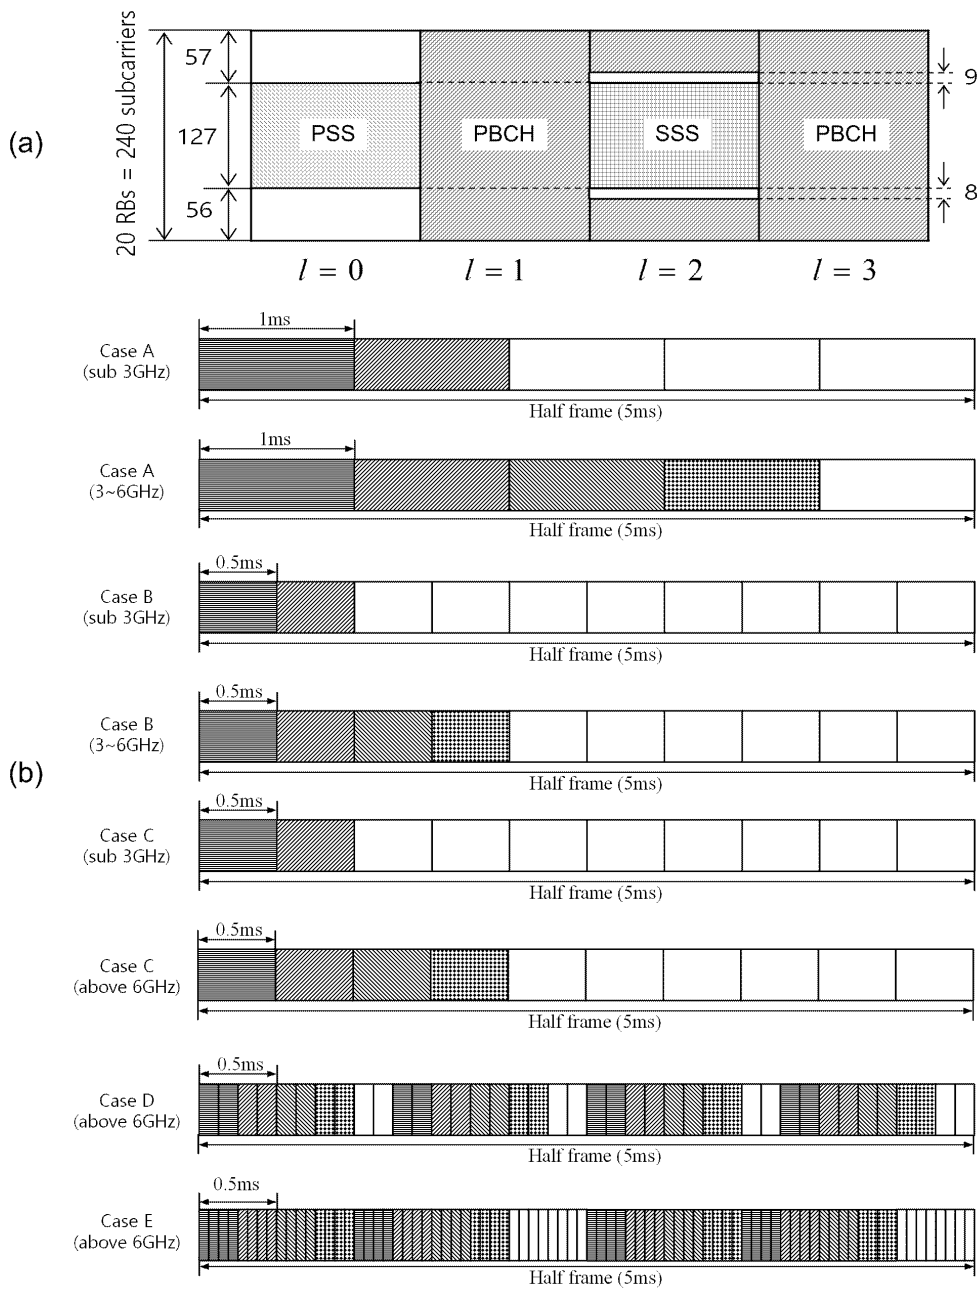 (a)
20 RBs = 240 subcarriers
57
127
56
PSS
PBCH
SSS
PBCH
9
8
l = 0
l = 1
l = 2
l = 3
(b)
1ms
Case A
(sub 3GHz)
Half frame (5ms)
1ms
Case A
(3~6GHz)
Half frame (5ms)
0.5ms
Case B
(sub 3GHz)
Half frame (5ms)
0.5ms
Case B
(3~6GHz)
Half frame (5ms)
0.5ms
Case C
(sub 3GHz)
Half frame (5ms)
0.5ms
Case C
(above 6GHz)
Half frame (5ms)
0.5ms
Case D
(above 6GHz)
Half frame (5ms)
0.5ms
Case E
(above 6GHz)
Half frame (5ms)